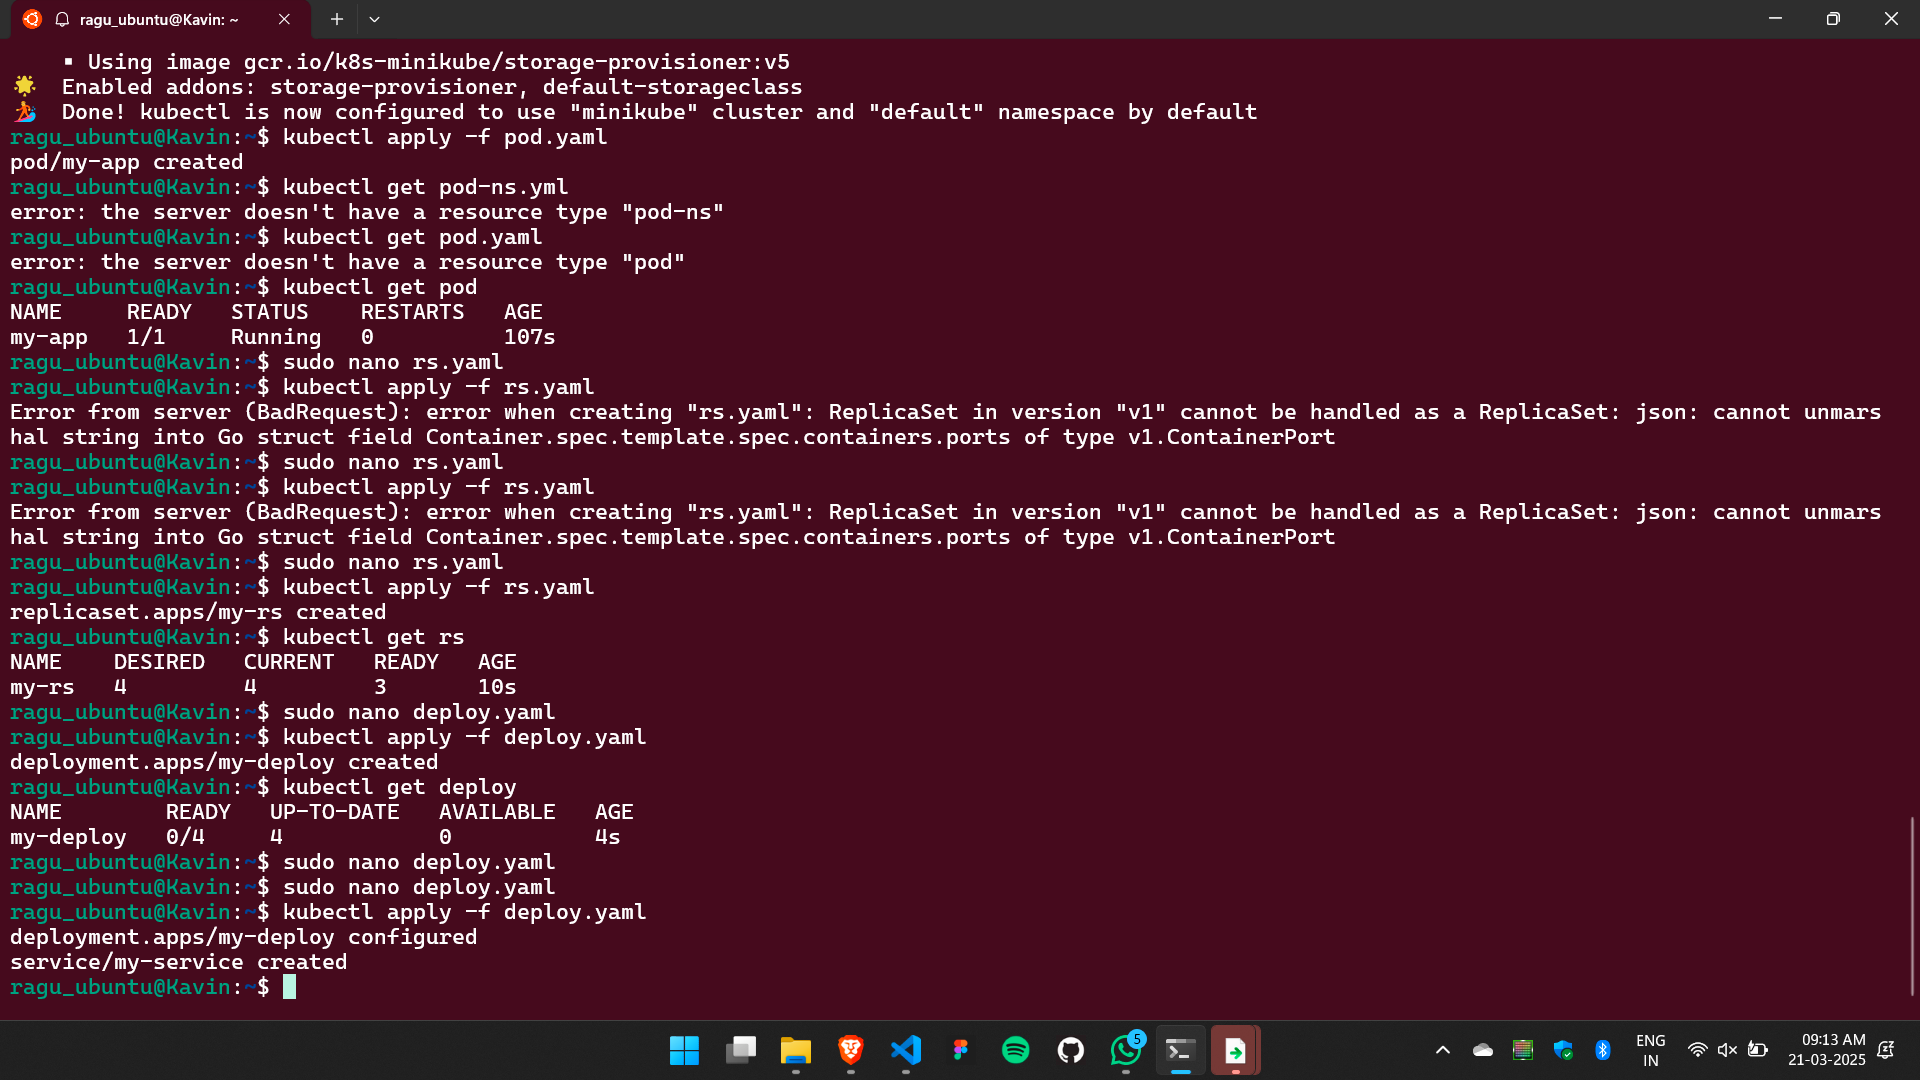 ragu_ubuntu@Kavin: ~
▪ Using image gcr.io/k8s-minikube/storage-provisioner:v5
🌟 Enabled addons: storage-provisioner, default-storageclass
🏄 Done! kubectl is now configured to use "minikube" cluster and "default" namespace by default
ragu_ubuntu@Kavin:~$ kubectl apply -f pod.yaml
pod/my-app created
ragu_ubuntu@Kavin:~$ kubectl get pod-ns.yml
error: the server doesn't have a resource type "pod-ns"
ragu_ubuntu@Kavin:~$ kubectl get pod.yaml
error: the server doesn't have a resource type "pod"
ragu_ubuntu@Kavin:~$ kubectl get pod
NAME     READY   STATUS    RESTARTS   AGE
my-app   1/1     Running   0          107s
ragu_ubuntu@Kavin:~$ sudo nano rs.yaml
ragu_ubuntu@Kavin:~$ kubectl apply -f rs.yaml
Error from server (BadRequest): error when creating "rs.yaml": ReplicaSet in version "v1" cannot be handled as a ReplicaSet: json: cannot unmars
hal string into Go struct field Container.spec.template.spec.containers.ports of type v1.ContainerPort
ragu_ubuntu@Kavin:~$ sudo nano rs.yaml
ragu_ubuntu@Kavin:~$ kubectl apply -f rs.yaml
Error from server (BadRequest): error when creating "rs.yaml": ReplicaSet in version "v1" cannot be handled as a ReplicaSet: json: cannot unmars
hal string into Go struct field Container.spec.template.spec.containers.ports of type v1.ContainerPort
ragu_ubuntu@Kavin:~$ sudo nano rs.yaml
ragu_ubuntu@Kavin:~$ kubectl apply -f rs.yaml
replicaset.apps/my-rs created
ragu_ubuntu@Kavin:~$ kubectl get rs
NAME    DESIRED   CURRENT   READY   AGE
my-rs   4         4         3       10s
ragu_ubuntu@Kavin:~$ sudo nano deploy.yaml
ragu_ubuntu@Kavin:~$ kubectl apply -f deploy.yaml
deployment.apps/my-deploy created
ragu_ubuntu@Kavin:~$ kubectl get deploy
NAME        READY   UP-TO-DATE   AVAILABLE   AGE
my-deploy   0/4     4            0           4s
ragu_ubuntu@Kavin:~$ sudo nano deploy.yaml
ragu_ubuntu@Kavin:~$ sudo nano deploy.yaml
ragu_ubuntu@Kavin:~$ kubectl apply -f deploy.yaml
deployment.apps/my-deploy configured
service/my-service created
ragu_ubuntu@Kavin:~$
5
ENG
IN
09:13 AM
21-03-2025